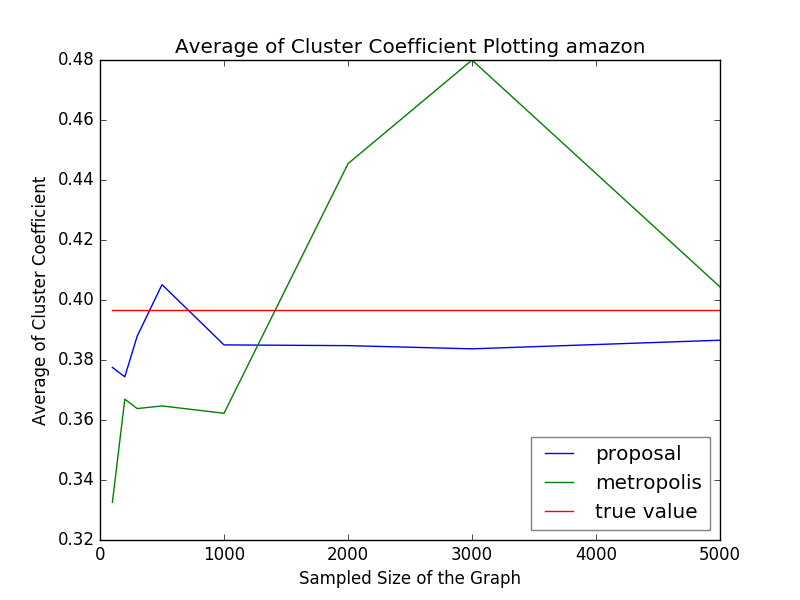 Average of Cluster Coefficient Plotting amazon
Average of Cluster Coefficient
0.48
0.46
0.44
0.42
0.40
0.38
0.36
0.34
0.32
proposal
metropolis
true value
0 1000 2000 3000 4000 5000
Sampled Size of the Graph